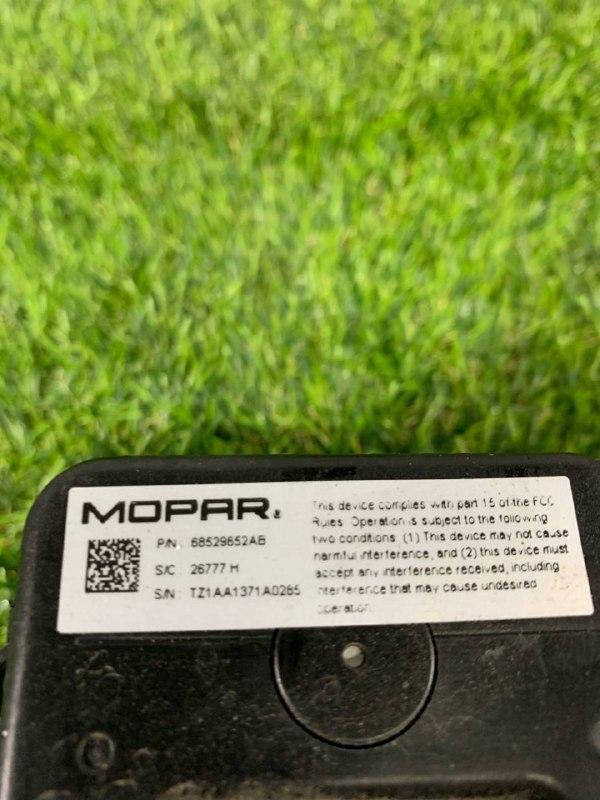 MOPAR®
P/N: 68529652AB
S/C: 26777 H
S/N: TZ1AA1371A0265
This device complies with part 15 of the FCC
Rules. Operation is subject to the following
two conditions. (1) This device may not cause
harmful interference, and (2) this device must
accept any interference received, including
interference that may cause undesired
operation.